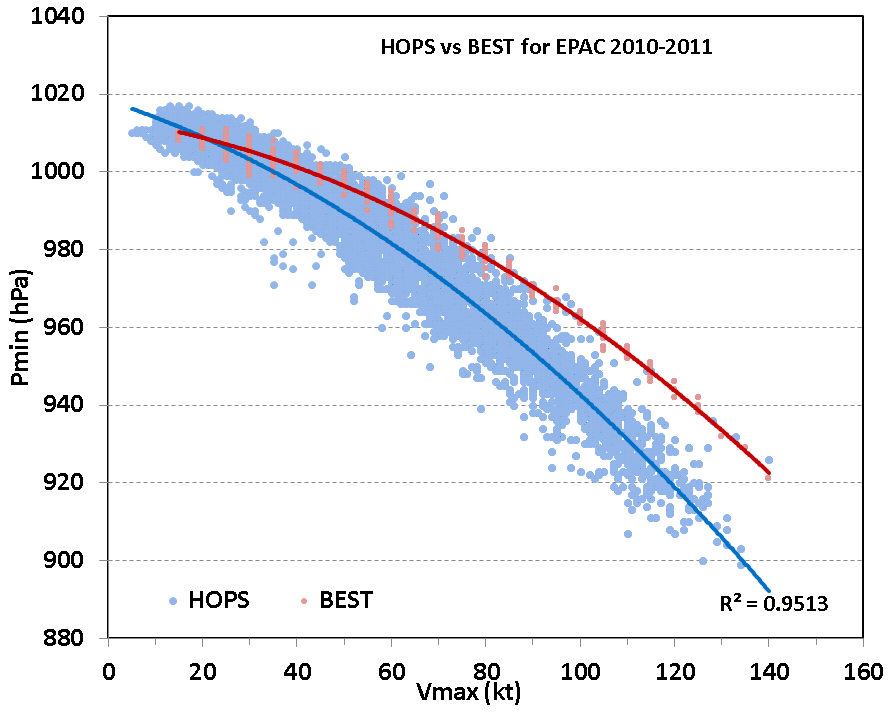 HOPS vs BEST for EPAC 2010-2011
1040
1020
1000
980
960
940
920
900
880
Pmin (hPa)
HOPS
BEST
R² = 0.9513
0 20 40 60 80 100 120 140 160
Vmax (kt)